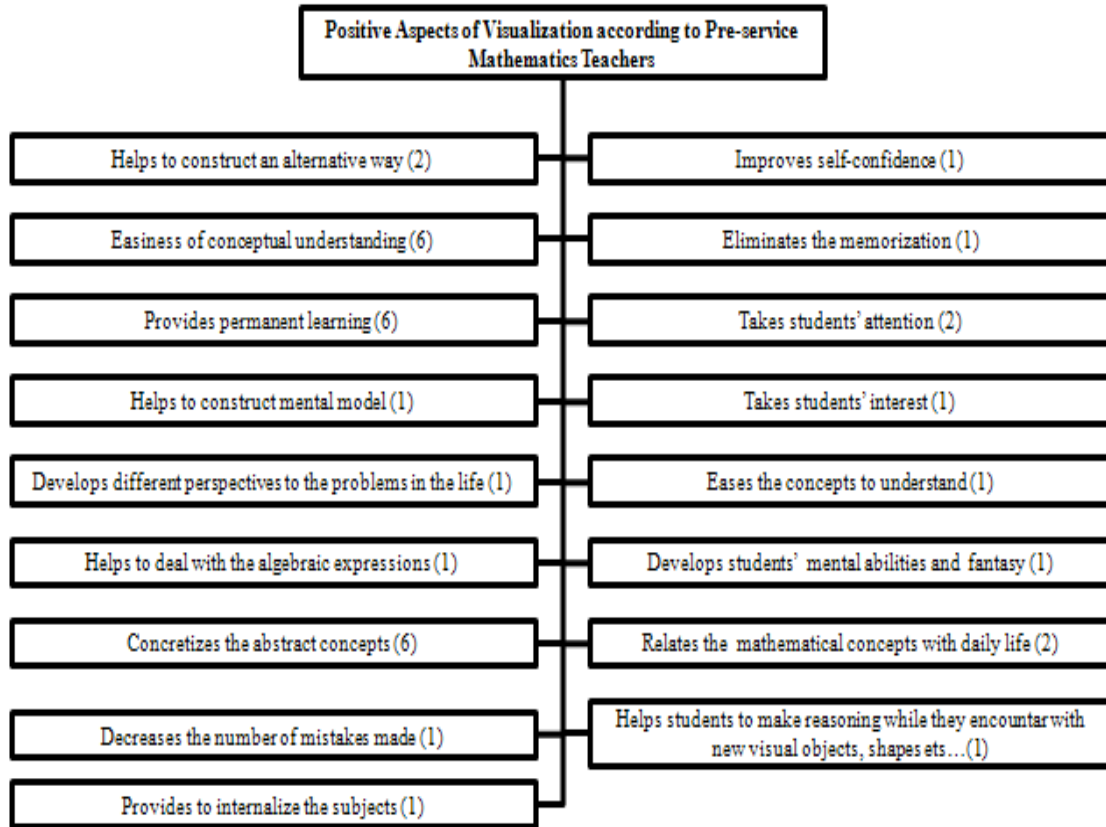 Positive Aspects of Visualization according to Pre-service
Mathematics Teachers
Helps to construct an alternative way (2)
Improves self-confidence (1)
Easiness of conceptual understanding (6)
Eliminates the memorization (1)
Provides permanent learning (6)
Takes students’ attention (2)
Helps to construct mental model (1)
Takes students’ interest (1)
Develops different perspectives to the problems in the life (1)
Eases the concepts to understand (1)
Helps to deal with the algebraic expressions (1)
Develops students’ mental abilities and fantasy (1)
Concretizes the abstract concepts (6)
Relates the mathematical concepts with daily life (2)
Decreases the number of mistakes made (1)
Helps students to make reasoning while they encountar with
new visual objects, shapes ets…(1)
Provides to internalize the subjects (1)